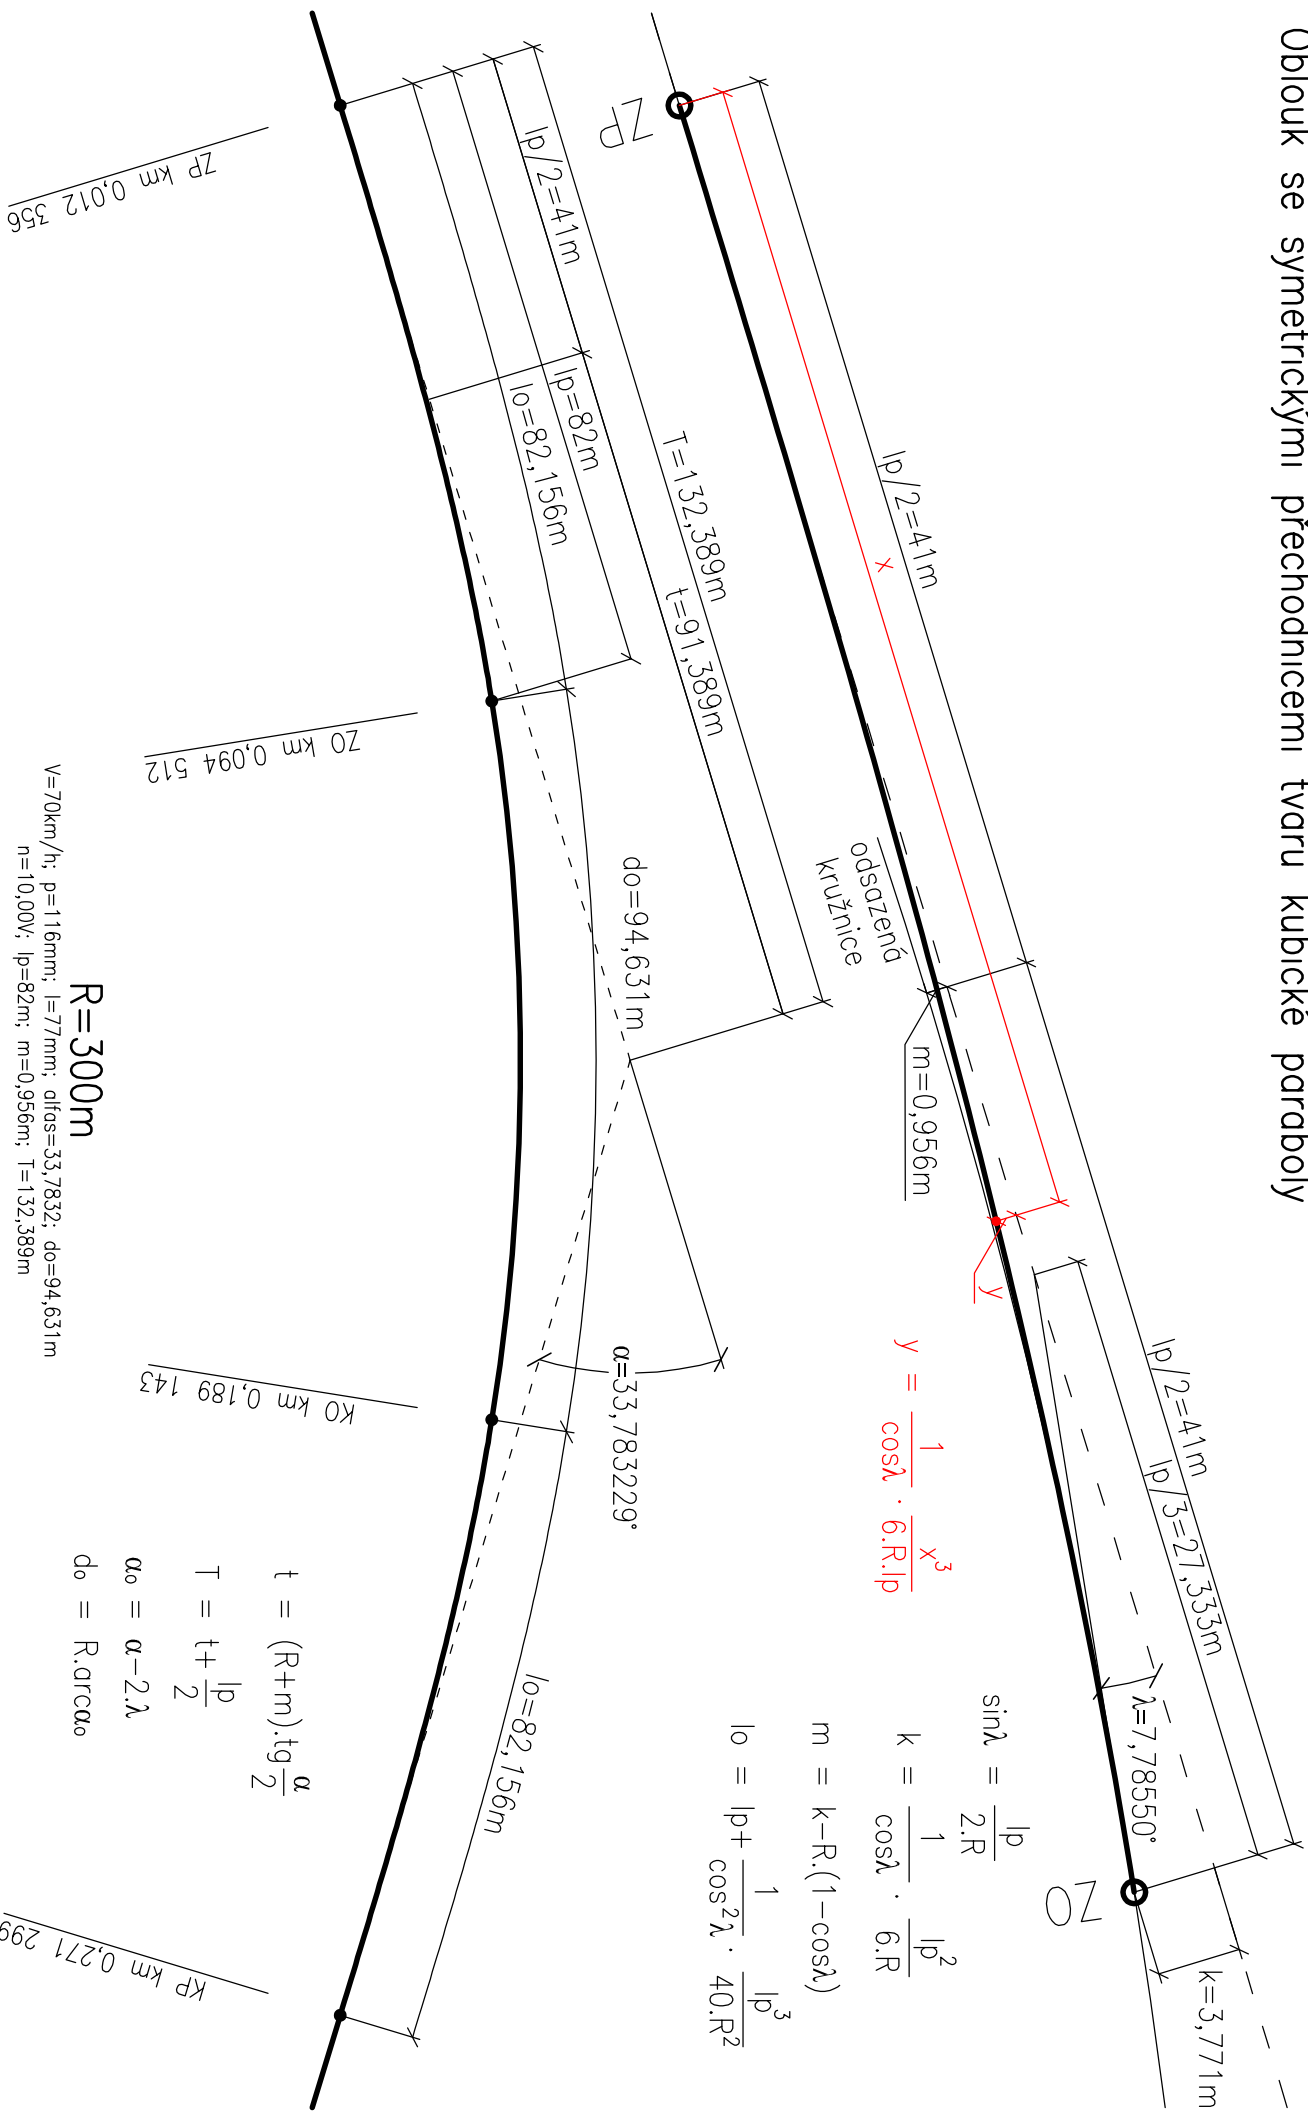 Oblouk se symetrickými přechodnicemi tvaru kubické paraboly
lp/2=41m
x
lp/2=41m
lp/3=27,333m
λ=7,78550°
k=3,771m
ZP
ZO
odsazená
kružnice
m=0,956m
y
y = 1/cosλ · x³/6.R.lp
sinλ = lp/2.R
k = 1/cosλ · lp²/6.R
m = k-R.(1-cosλ)
lo = lp+ 1/cos²λ · lp³/40.R²
T=132,389m
lp/2=41m
t=91,389m
lp=82m
lo=82,156m
do=94,631m
α=33,783229°
lo=82,156m
t = (R+m).tg α/2
T = t+ lp/2
αo = α-2.λ
do = R.arcαo
ZP km 0,012 356
ZO km 0,094 512
KO km 0,189 143
KP km 0,271 299
R=300m
V=70km/h; p=116mm; I=77mm; alfas=33,7832; do=94,631m
n=10,00V; lp=82m; m=0,956m; T=132,389m